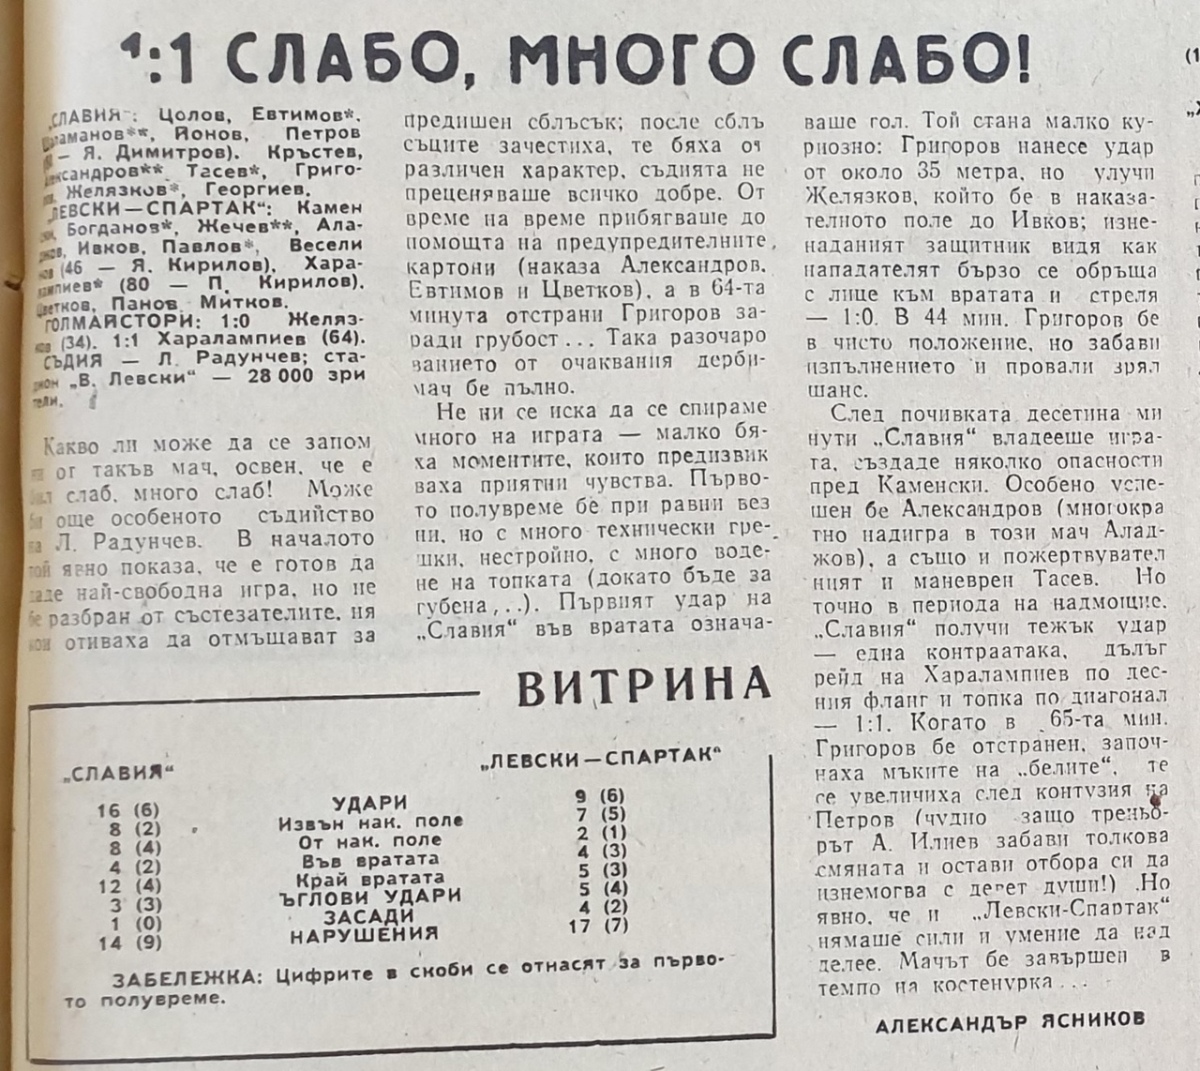 1:1 СЛАБО, МНОГО СЛАБО!
„СЛАВИЯ“: Цолов, Евтимов*,
Шаламанов**, Йонов, Петров
— Я. Димитров), Кръстев,
Александров**, Тасев*, Григо-
ров, Желязков*, Георгиев.
„ЛЕВСКИ—СПАРТАК“: Камен
ски, Богданов*, Жечев**, Ала-
джов, Ивков, Павлов*, Весели
нов (46 — Я. Кирилов), Хара-
лампиев* (80 — П. Кирилов),
Цветков, Панов, Митков.
ГОЛМАЙСТОРИ: 1:0 Желяз-
ков (34), 1:1 Харалампиев (64).
СЪДИЯ — Л. Радунчев; ста-
дион „В. Левски“ — 28 000 зри
тели.
Какво ли може да се запом
ни от такъв мач, освен, че е
бил слаб, много слаб! Може
би още особеното съдийство
на Л. Радунчев. В началото
той явно показа, че е готов да
даде най-свободна игра, но не
бе разбран от състезателите, ня
кои отиваха да отмъщават за
предишен сблъсък; после сблъ
съците зачестиха, те бяха от
различен характер, съдията не
преценяваше всичко добре. От
време на време прибягваше до
помощта на предупредителните
картони (наказа Александров,
Евтимов и Цветков), а в 64-та
минута отстрани Григоров за-
ради грубост... Така разочаро
ванието от очаквания дерби-
мач бе пълно.
Не ни се иска да се спираме
много на играта — малко бя-
ха моментите, които предизвик
ваха приятни чувства. Първо-
то полувреме бе при равни вез
ни, но с много технически гре-
шки, нестройно, с много воде-
не на топката (докато бъде за
губена,..). Първият удар на
„Славия“ във вратата означа-
ваше гол. Той стана малко ку-
риозно: Григоров нанесе удар
от около 35 метра, но улучи
Желязков, който бе в наказа-
телното поле до Ивков; изне-
наданият защитник видя как
нападателят бързо се обръща
с лице към вратата и стреля
— 1:0. В 44 мин. Григоров бе
в чисто положение, но забави
изпълнението и провали зрял
шанс.
След почивката десетина ми
нути „Славия“ владееше игра-
та, създаде няколко опасности
пред Каменски. Особено успе-
шен бе Александров (многокра
тно надигра в този мач Алад-
жов), а също и пожертвувател
ният и маневрен Тасев. Но
точно в периода на надмощие,
„Славия“ получи тежък удар
— една контраатака, дълъг
рейд на Харалампиев по дес-
ния фланг и топка по диагонал
— 1:1. Когато в 65-та мин.
Григоров бе отстранен, започ-
наха мъките на „белите“, те
се увеличиха след контузия на
Петров (чудно защо треньо-
рът А. Илиев забави толкова
смяната и остави отбора си да
изнемогва с девет души!) Но
явно, че и „Левски-Спартак“
нямаше сили и умение да над
делее. Мачът бе завършен в
темпо на костенурка...
АЛЕКСАНДЪР ЯСНИКОВ
ВИТРИНА
„СЛАВИЯ“ „ЛЕВСКИ—СПАРТАК“
16 (6) УДАРИ 9 (6)
8 (2) Извън нак. поле 7 (5)
8 (4) От нак. поле 2 (1)
4 (2) Във вратата 4 (3)
12 (4) Край вратата 5 (3)
3 (3) ЪГЛОВИ УДАРИ 5 (4)
1 (0) ЗАСАДИ 4 (2)
14 (9) НАРУШЕНИЯ 17 (7)
ЗАБЕЛЕЖКА: Цифрите в скоби се отнасят за първо-
то полувреме.